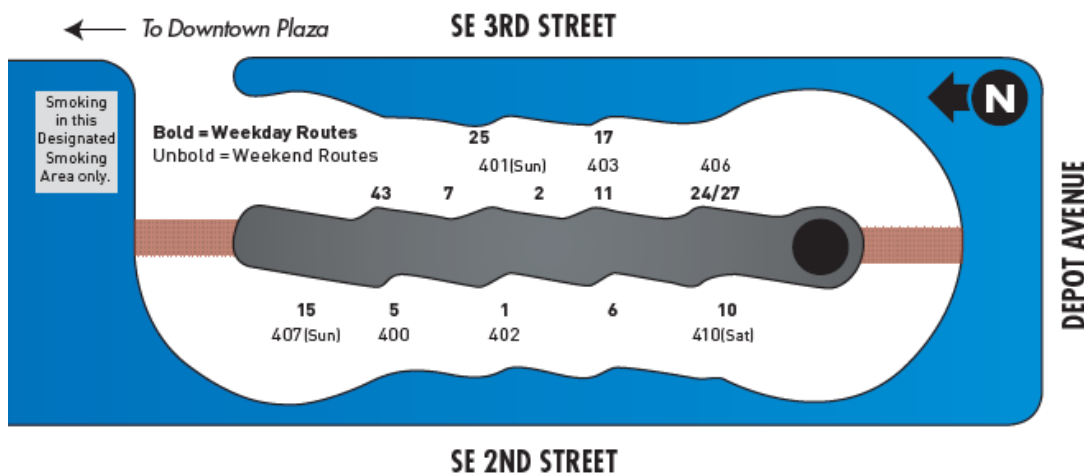 To Downtown Plaza
SE 3RD STREET
Smoking
in this
Designated
Smoking
Area only.
N
Bold = Weekday Routes
Unbold = Weekend Routes
25
17
401(Sun)
403
406
43
7
2
11
24/27
DEPOT AVENUE
15
5
1
6
10
407(Sun)
400
402
410(Sat)
SE 2ND STREET